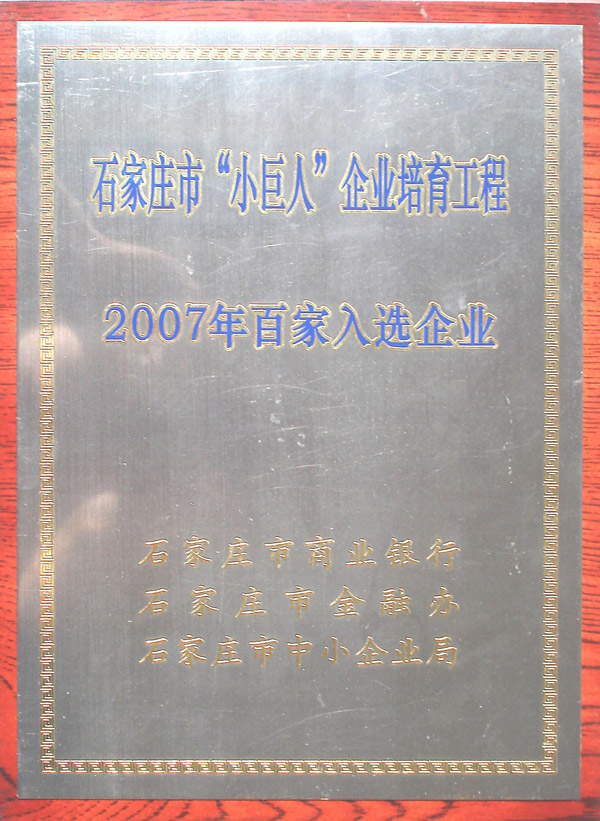 石家庄市“小巨人”企业培育工程
2007年百家入选企业
石家庄市商业银行
石家庄市金融办
石家庄市中小企业局